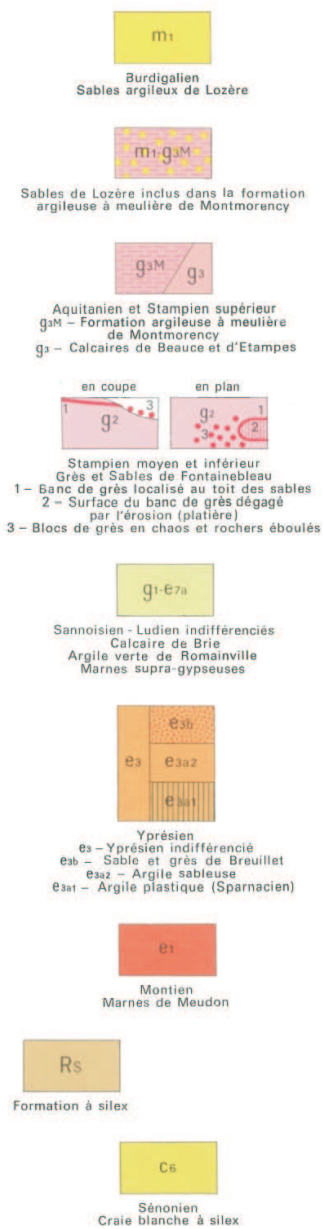 m1
Burdigalien
Sables argileux de Lozère
m1-g3M
Sables de Lozère inclus dans la formation
argileuse à meulière de Montmorency
g3M g3
Aquitanien et Stampien supérieur
g3M – Formation argileuse à meulière
de Montmorency
g3 – Calcaires de Beauce et d'Etampes
en coupe en plan
1 g2 3 g2 3 1 2
Stampien moyen et inférieur
Grès et Sables de Fontainebleau
1 – Banc de grès localisé au toit des sables
2 – Surface du banc de grès dégagé
par l'érosion (platière)
3 – Blocs de grès en chaos et rochers éboulés
g1-e7a
Sannoisien - Ludien indifférenciés
Calcaire de Brie
Argile verte de Romainville
Marnes supra-gypseuses
e3b
e3 e3a2
e3a1
Yprésien
e3 – Yprésien indifférencié
e3b – Sable et grès de Breuillet
e3a2 – Argile sableuse
e3a1 – Argile plastique (Sparnacien)
e1
Montien
Marnes de Meudon
RS
Formation à silex
C6
Sénonien
Craie blanche à silex